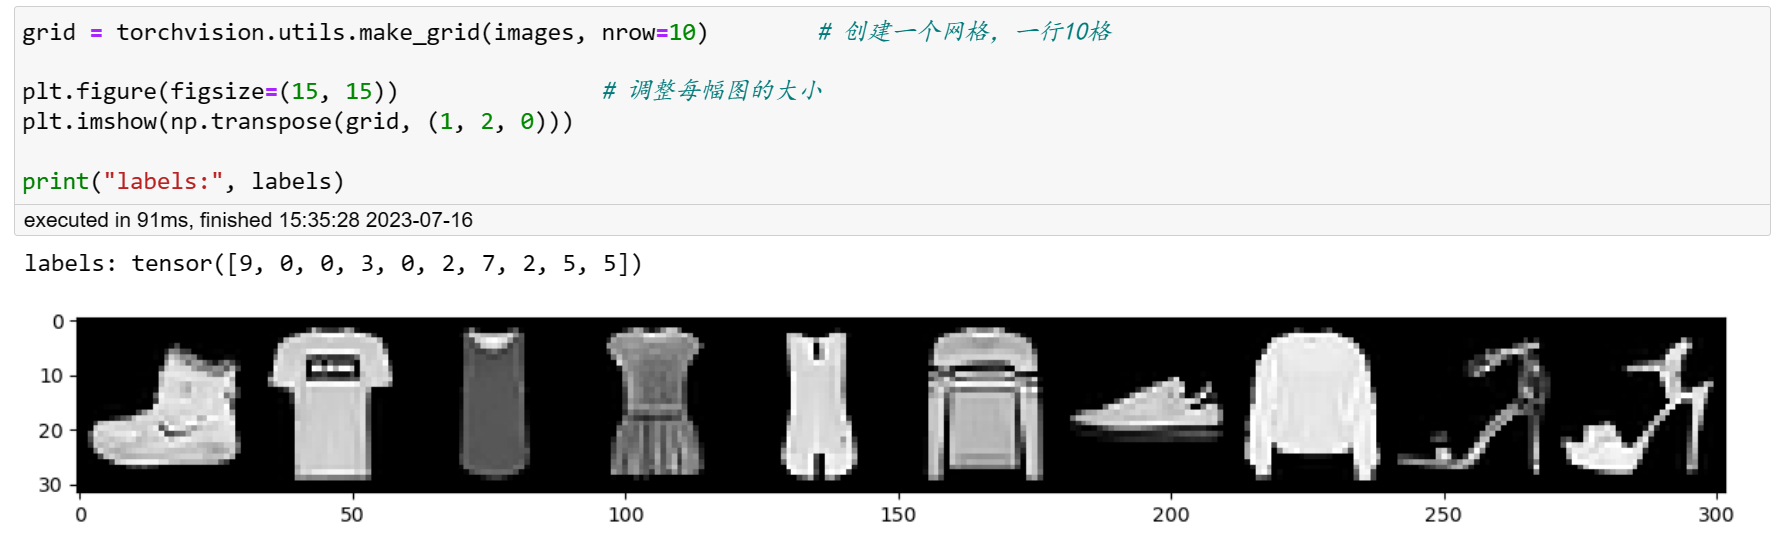 grid = torchvision.utils.make_grid(images, nrow=10) # 创建一个网格，一行10格
plt.figure(figsize=(15, 15)) # 调整每幅图的大小
plt.imshow(np.transpose(grid, (1, 2, 0)))
print("labels:", labels)
executed in 91ms, finished 15:35:28 2023-07-16
labels: tensor([9, 0, 0, 3, 0, 2, 7, 2, 5, 5])
0
10
20
30
0 50 100 150 200 250 300